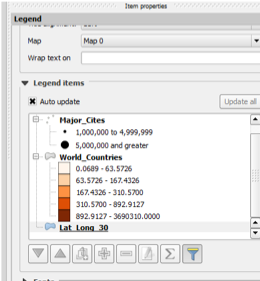 Item properties
Legend
Map Map 0
Wrap text on
Legend items
Auto update Update all
Major_Cites
1,000,000 to 4,999,999
5,000,000 and greater
World_Countries
0.0689 - 63.5726
63.5726 - 167.4326
167.4326 - 310.5700
310.5700 - 892.9127
892.9127 - 3690310.0000
Lat_Long_30